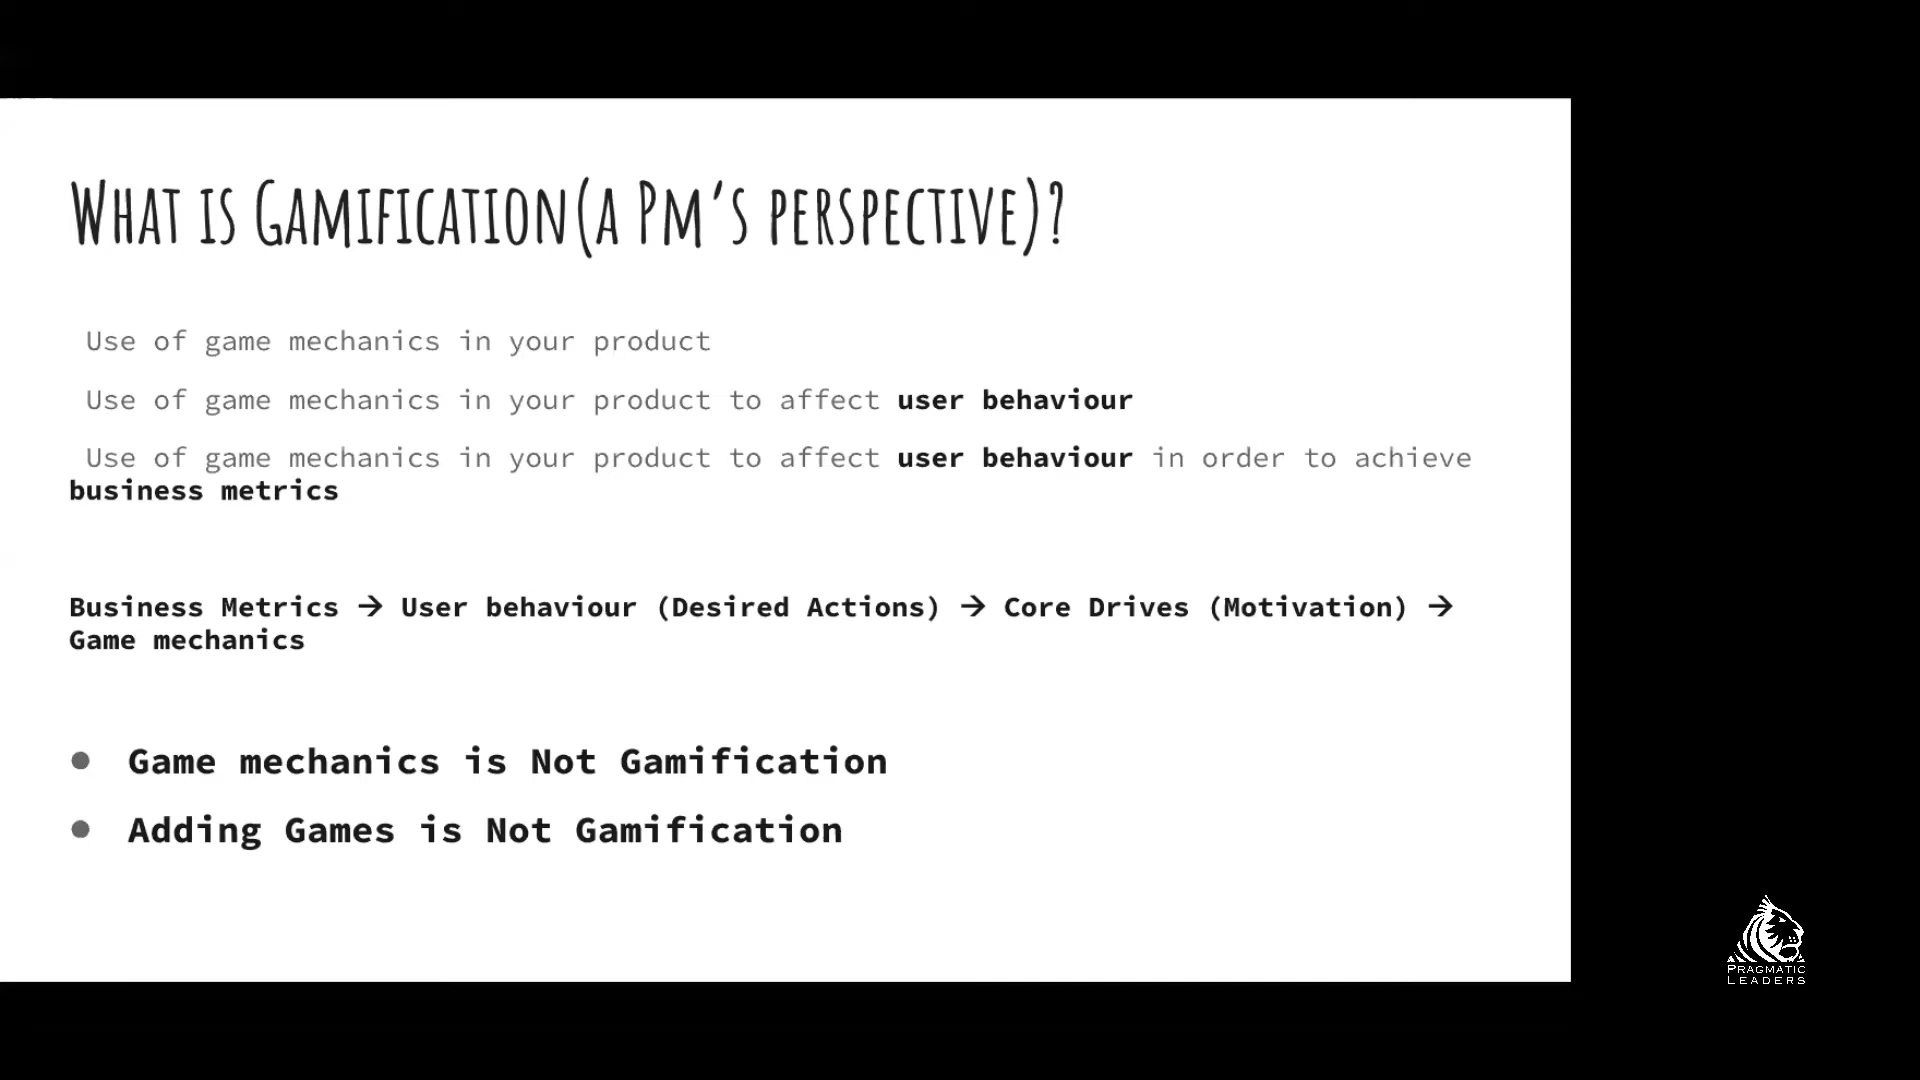 What is Gamification(a Pm's perspective)?
Use of game mechanics in your product
Use of game mechanics in your product to affect user behaviour
Use of game mechanics in your product to affect user behaviour in order to achieve
business metrics
Business Metrics → User behaviour (Desired Actions) → Core Drives (Motivation) →
Game mechanics
● Game mechanics is Not Gamification
● Adding Games is Not Gamification
PRAGMATIC
LEADERS